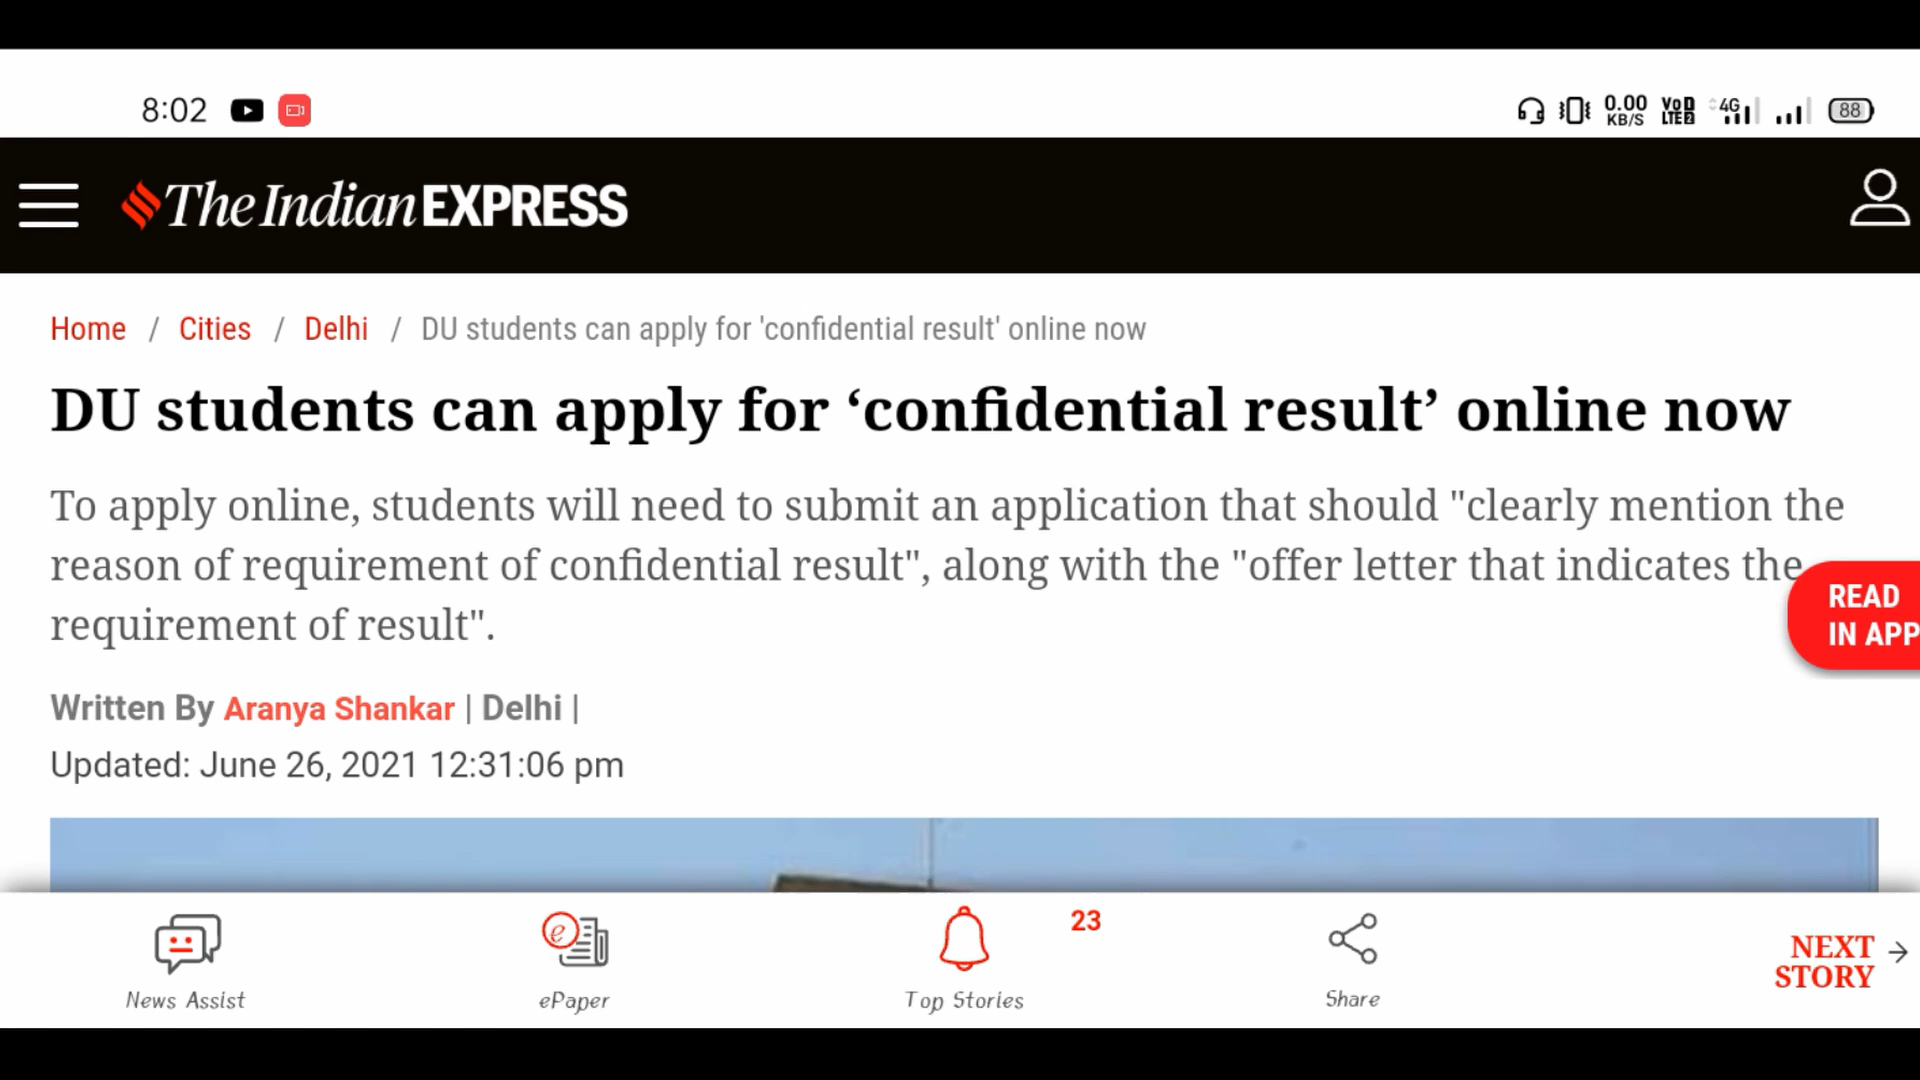 8:02
0.00 KB/S VoD LTE2 4G 88
The Indian EXPRESS
Home / Cities / Delhi / DU students can apply for 'confidential result' online now
DU students can apply for ‘confidential result’ online now
To apply online, students will need to submit an application that should "clearly mention the
reason of requirement of confidential result", along with the "offer letter that indicates the
requirement of result".
READ
IN APP
Written By Aranya Shankar | Delhi |
Updated: June 26, 2021 12:31:06 pm
23
News Assist
ePaper
Top Stories
Share
NEXT
STORY